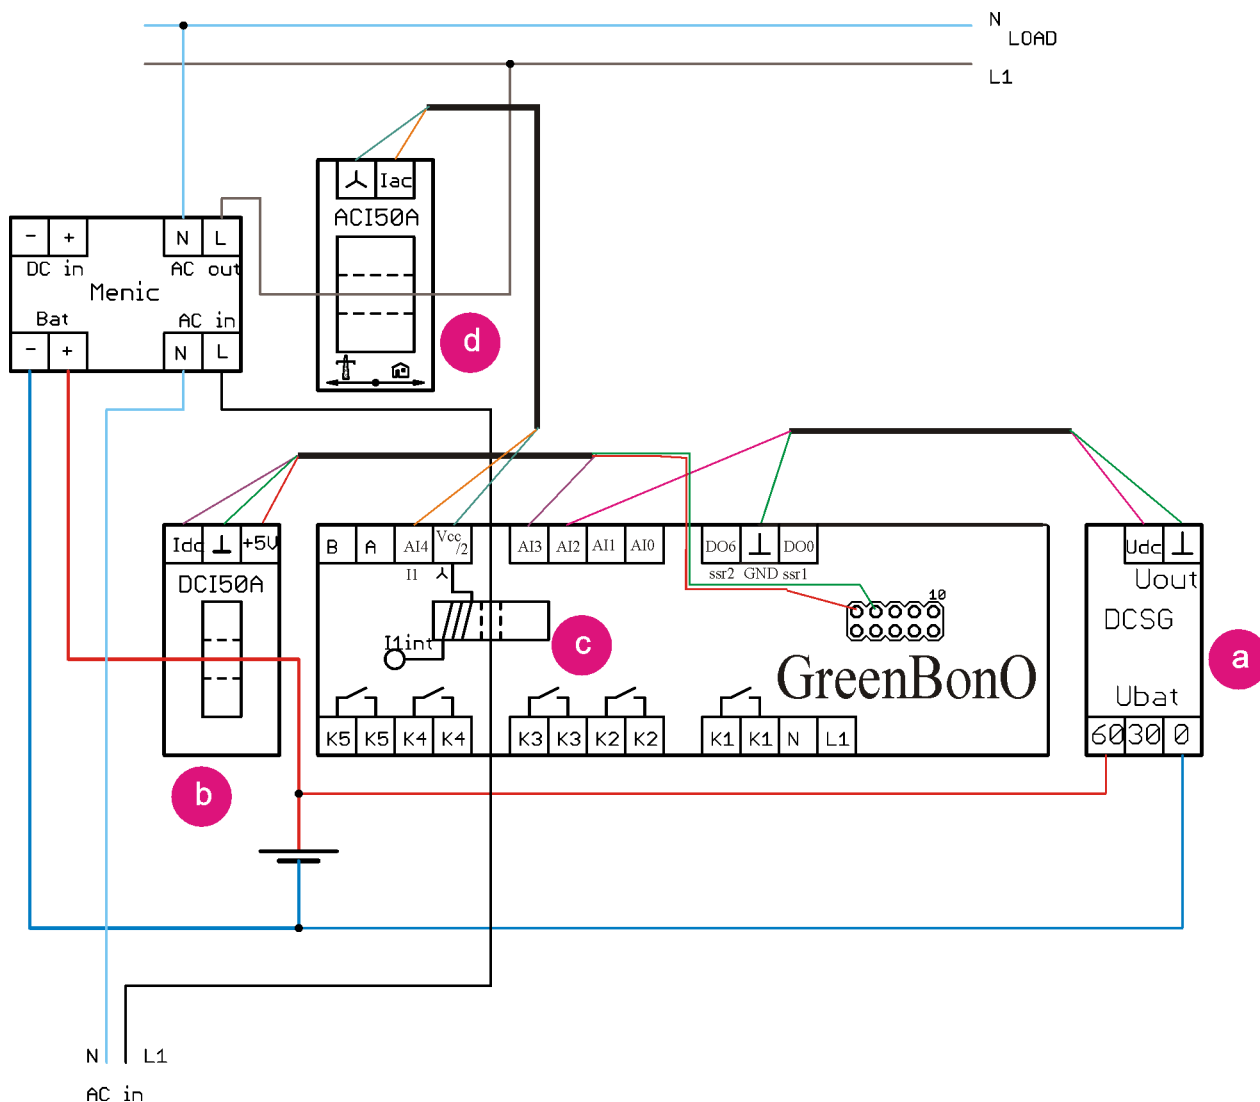 N
LOAD
L1
Iac
ACI50A
- + N L
DC in AC out
Menic
Bat AC in
- + N L
d
Idc +5V
DCI50A
B A AI4 Vcc/2 AI3 AI2 AI1 AI0 DO6 DO0
I1 ssr2 GND ssr1
10
Udc
Uout
DCSG
I1int
c
GreenBonO
a
Ubat
K5 K5 K4 K4 K3 K3 K2 K2 K1 K1 N L1
60 30 0
b
N L1
AC in